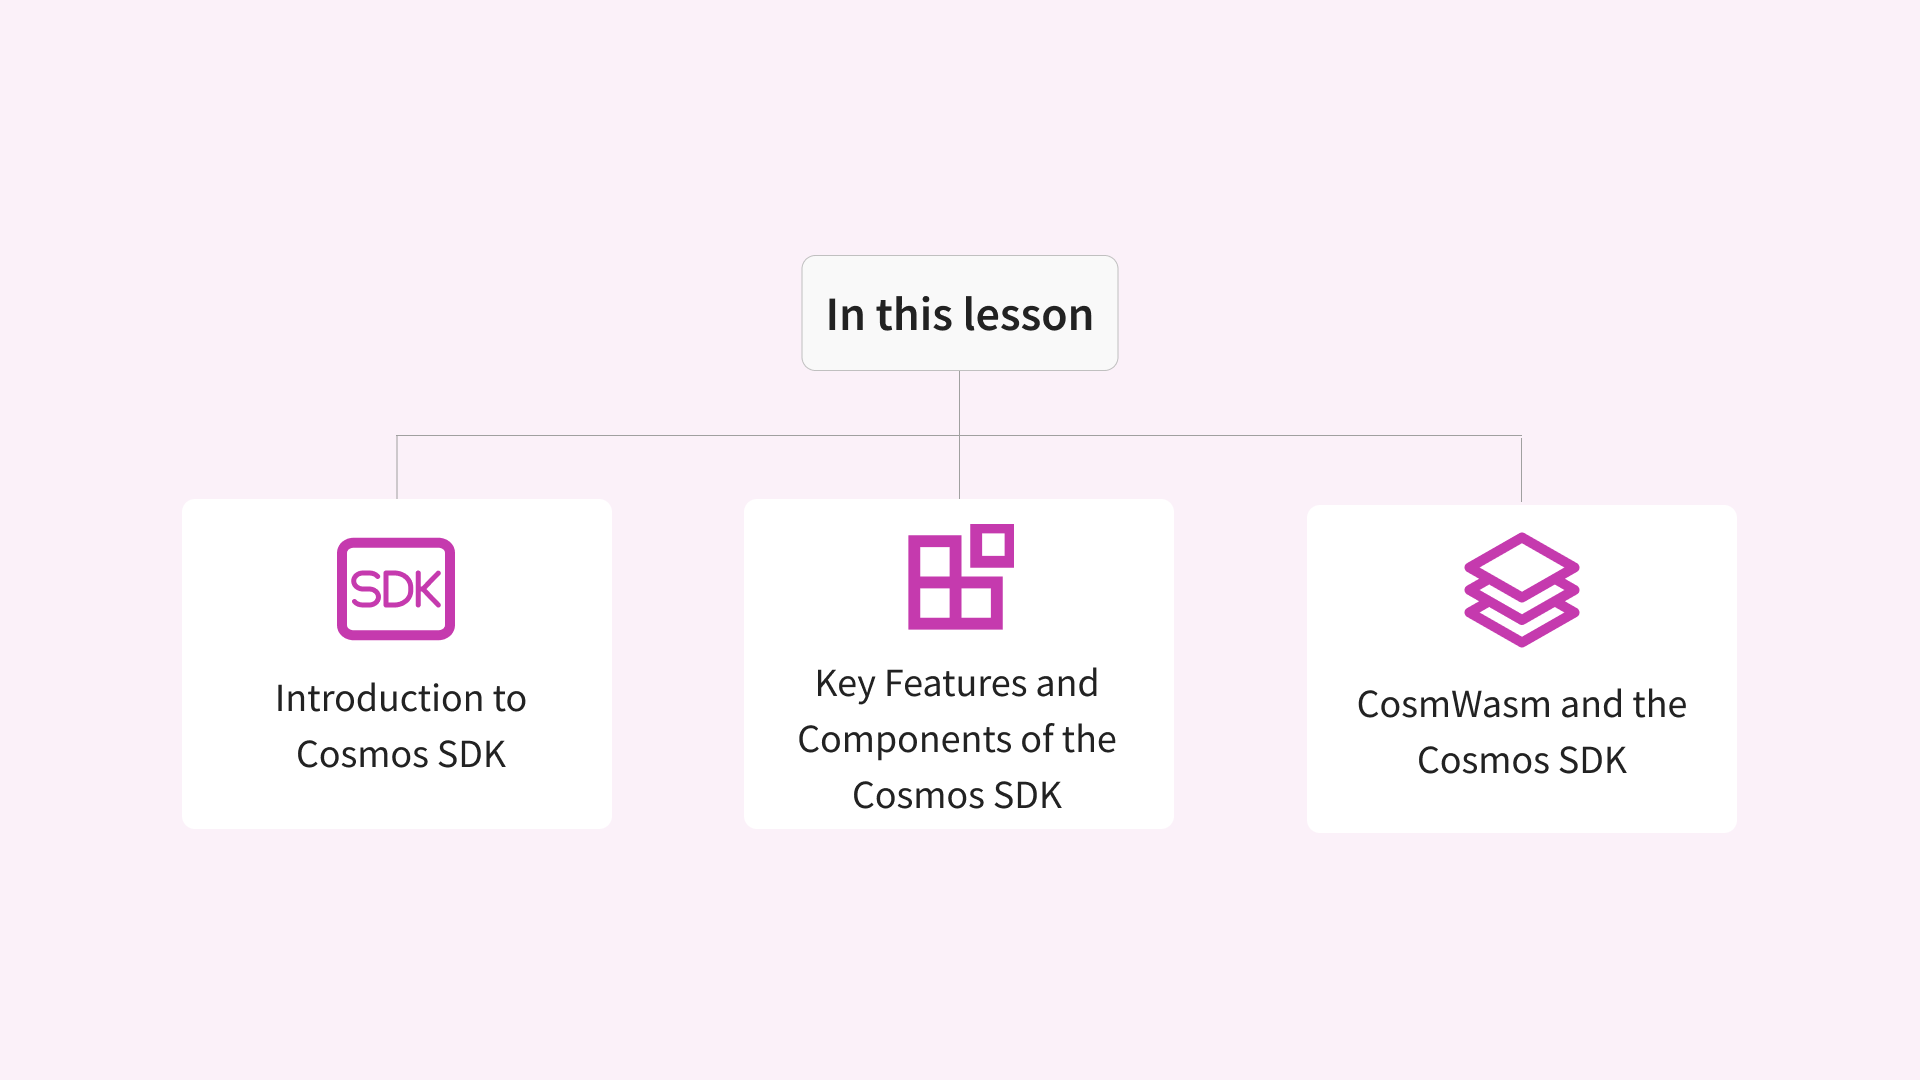 In this lesson
SDK
Introduction to
Cosmos SDK
Key Features and
Components of the
Cosmos SDK
CosmWasm and the
Cosmos SDK